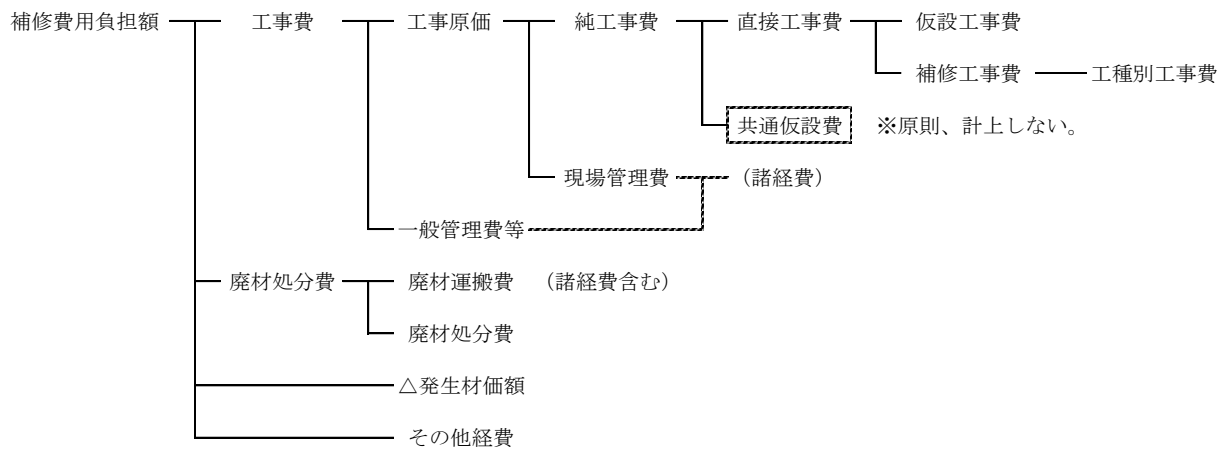 補修費用負担額 工事費 工事原価 純工事費 直接工事費 仮設工事費
補修工事費 工種別工事費
共通仮設費 ※原則、計上しない。
現場管理費 （諸経費）
一般管理費等
廃材処分費 廃材運搬費 （諸経費含む）
廃材処分費
△発生材価額
その他経費